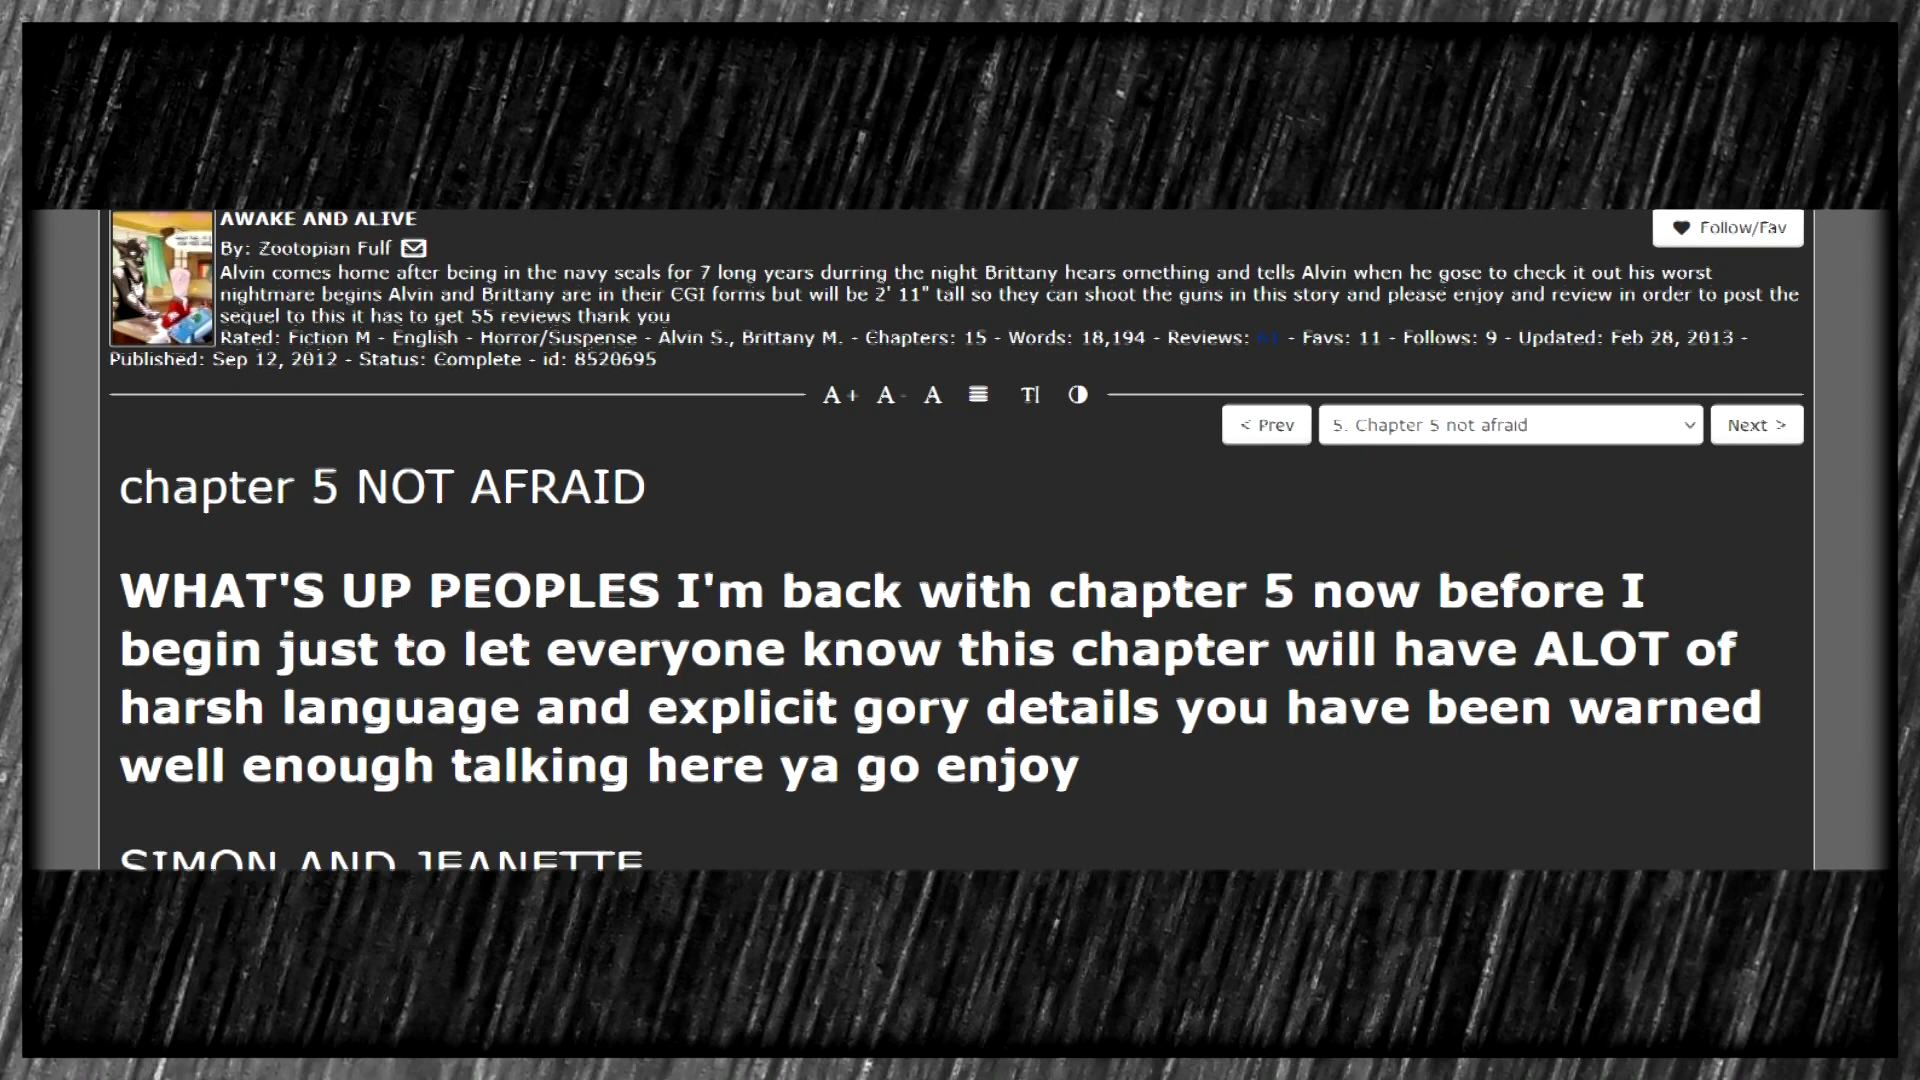 AWAKE AND ALIVE
Follow/Fav
By: Zootopian Fulf
Alvin comes home after being in the navy seals for 7 long years durring the night Brittany hears omething and tells Alvin when he gose to check it out his worst
nightmare begins Alvin and Brittany are in their CGI forms but will be 2' 11" tall so they can shoot the guns in this story and please enjoy and review in order to post the
sequel to this it has to get 55 reviews thank you
Rated: Fiction M - English - Horror/Suspense - Alvin S., Brittany M. - Chapters: 15 - Words: 18,194 - Reviews: - Favs: 11 - Follows: 9 - Updated: Feb 28, 2013 -
Published: Sep 12, 2012 - Status: Complete - id: 8520695
A+ A- A T|
< Prev 5. Chapter 5 not afraid Next >
chapter 5 NOT AFRAID
WHAT'S UP PEOPLES I'm back with chapter 5 now before I
begin just to let everyone know this chapter will have ALOT of
harsh language and explicit gory details you have been warned
well enough talking here ya go enjoy
SIMON AND JEANETTE